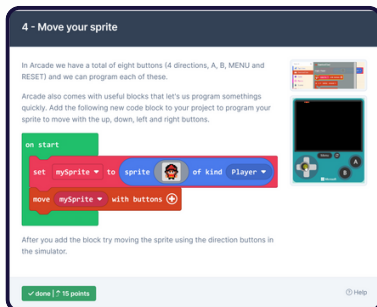 4 - Move your sprite
In Arcade we have a total of eight buttons (4 directions, A, B, MENU and
RESET) and we can program each of these.
Arcade also comes with useful blocks that let's us program somethings
quickly. Add the following new code block to your project to program your
sprite to move with the up, down, left and right buttons.
on start
set mySprite to sprite of kind Player
move mySprite with buttons
After you add the block try moving the sprite using the direction buttons in
the simulator.
A
B
Microsoft
done | 15 points
Help